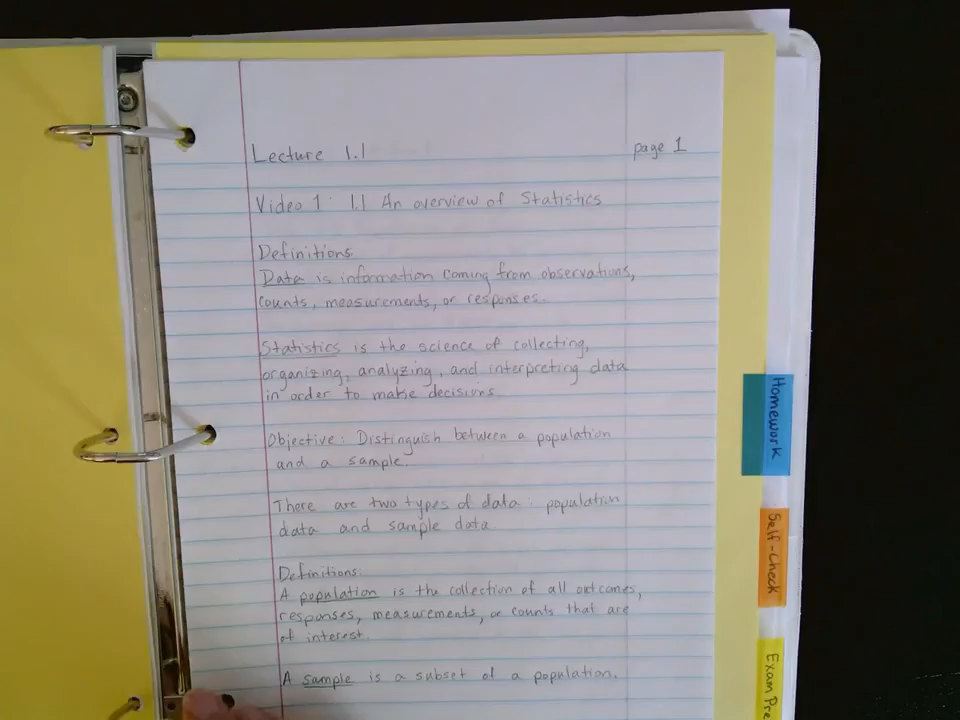 Lecture 1.1
page 1
Video 1: 1.1 An overview of Statistics
Definitions:
Data is information coming from observations,
counts, measurements, or responses.
Statistics is the science of collecting,
organizing, analyzing, and interpreting data
in order to make decisions.
Objective: Distinguish between a population
and a sample.
There are two types of data: population
data and sample data.
Definitions:
A population is the collection of all outcomes,
responses, measurements, or counts that are
of interest.
A sample is a subset of a population.
Homework
Self-Check
Exam Pre